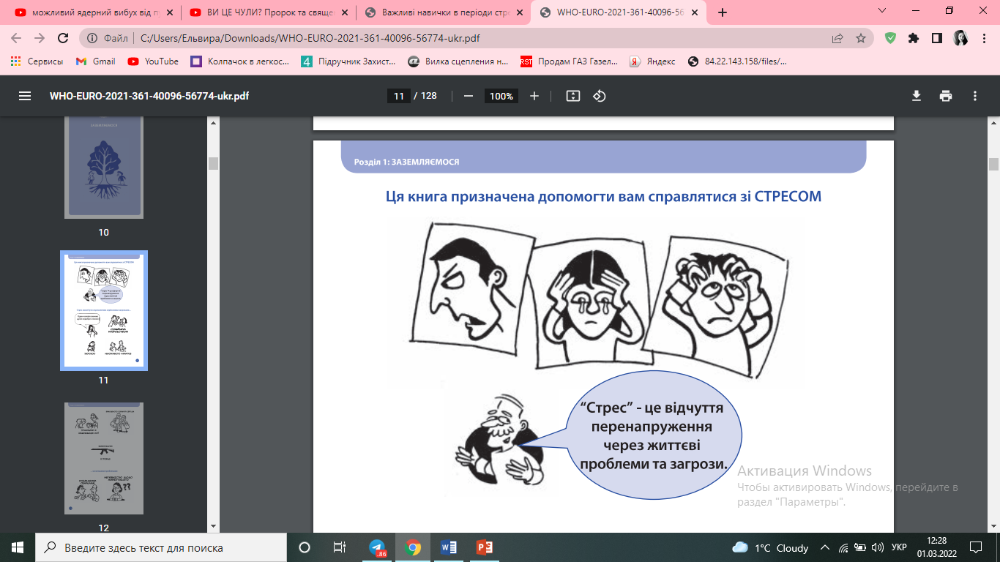 можливий ядерний вибух від п
ВИ ЦЕ ЧУЛИ? Пророк та свяще
Важливі навички в періоди стре
WHO-EURO-2021-361-40096-56
Файл
C:/Users/Ельвира/Downloads/WHO-EURO-2021-361-40096-56774-ukr.pdf
Сервисы
Gmail
YouTube
Колпачок в легкос...
Підручник Захист...
Вилка сцепления н...
Продам ГАЗ Газел...
Яндекс
84.22.143.158/files/...
WHO-EURO-2021-361-40096-56774-ukr.pdf
11 / 128
100%
ЗАЗЕМЛЯЄМОСЯ
10
11
12
Розділ 1: ЗАЗЕМЛЯЄМОСЯ
Ця книга призначена допомогти вам справлятися зі СТРЕСОМ
“Стрес” - це відчуття
перенапруження
через життєві
проблеми та загрози.
Активация Windows
Чтобы активировать Windows, перейдите в
раздел "Параметры".
Введите здесь текст для поиска
86
1°C Cloudy
УКР
12:28
01.03.2022